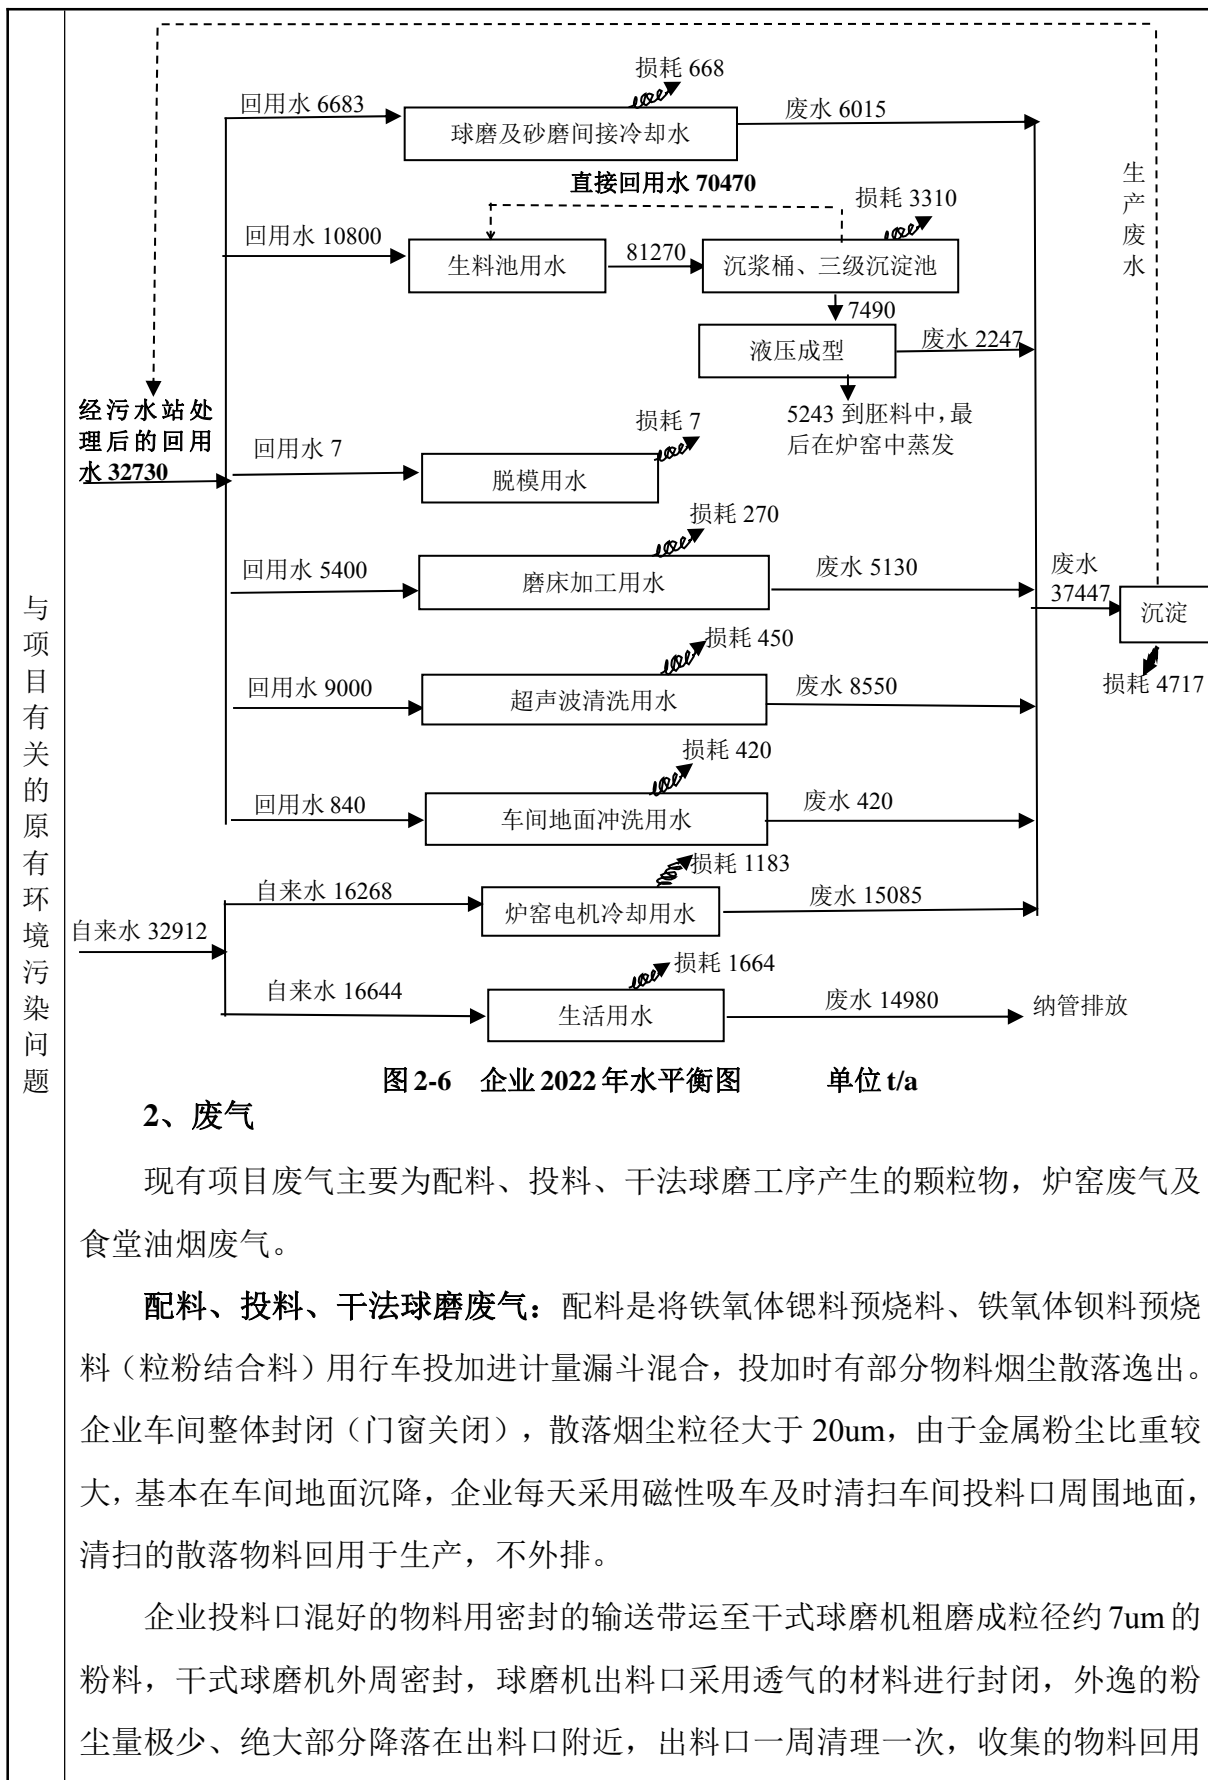 损耗 668
回用水 6683
废水 6015
球磨及砂磨间接冷却水
直接回用水 70470
损耗 3310
回用水 10800
生料池用水
81270
沉浆桶、三级沉淀池
7490
液压成型
废水 2247
5243 到胚料中,最
后在炉窑中蒸发
生产废水
经污水站处
理后的回用
水 32730
回用水 7
损耗 7
脱模用水
损耗 270
回用水 5400
磨床加工用水
废水 5130
废水
37447
沉淀
损耗 4717
损耗 450
回用水 9000
超声波清洗用水
废水 8550
损耗 420
回用水 840
车间地面冲洗用水
废水 420
损耗 1183
自来水 16268
炉窑电机冷却用水
废水 15085
自来水 32912
损耗 1664
自来水 16644
生活用水
废水 14980
纳管排放
与项目有关的原有环境污染问题
图 2-6 企业 2022 年水平衡图 单位 t/a
2、废气
现有项目废气主要为配料、投料、干法球磨工序产生的颗粒物，炉窑废气及
食堂油烟废气。
配料、投料、干法球磨废气：配料是将铁氧体锶料预烧料、铁氧体钡料预烧
料（粒粉结合料）用行车投加进计量漏斗混合，投加时有部分物料烟尘散落逸出。
企业车间整体封闭（门窗关闭），散落烟尘粒径大于 20um，由于金属粉尘比重较
大，基本在车间地面沉降，企业每天采用磁性吸车及时清扫车间投料口周围地面，
清扫的散落物料回用于生产，不外排。
企业投料口混好的物料用密封的输送带运至干式球磨机粗磨成粒径约 7um 的
粉料，干式球磨机外周密封，球磨机出料口采用透气的材料进行封闭，外逸的粉
尘量极少、绝大部分降落在出料口附近，出料口一周清理一次，收集的物料回用